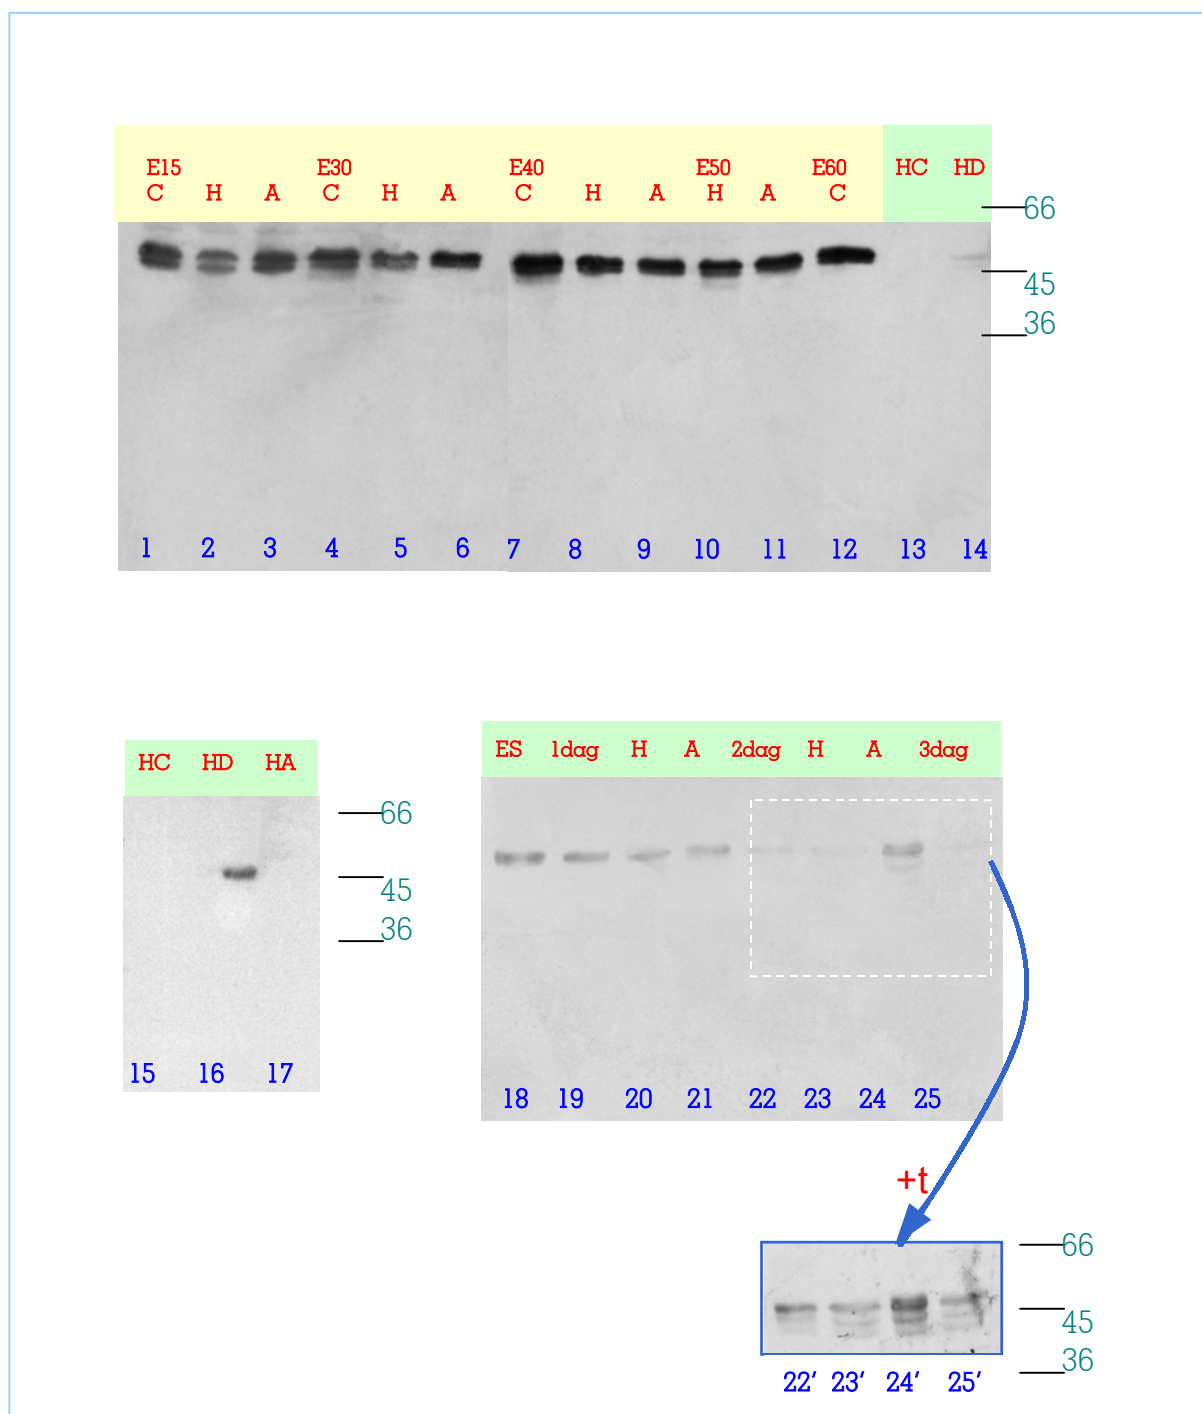 E15 E30 E40 E50 E60 HC HD
C H A C H A C H A H A C
66
45
36
1 2 3 4 5 6 7 8 9 10 11 12 13 14
HC HD HA
66
45
36
15 16 17
ES 1dag H A 2dag H A 3dag
18 19 20 21 22 23 24 25
+t
66
45
36
22' 23' 24' 25'